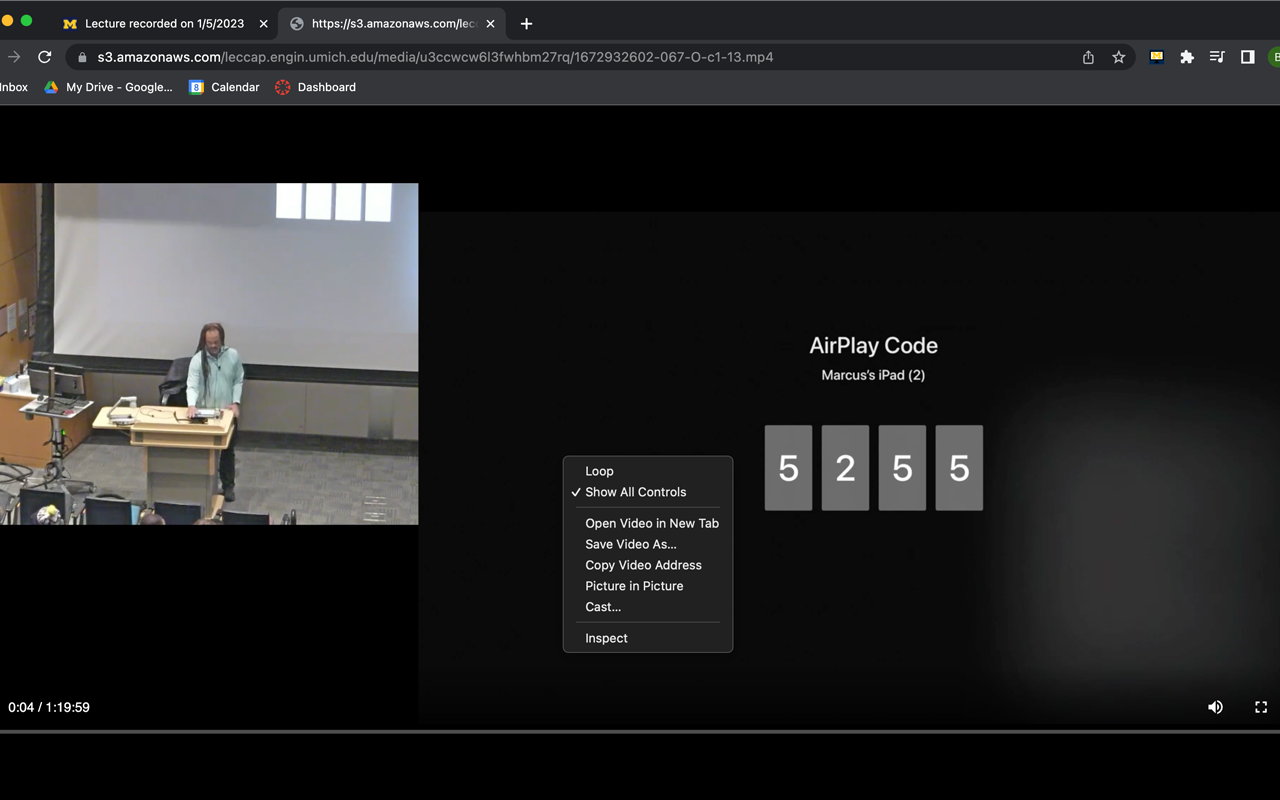 Lecture recorded on 1/5/2023
https://s3.amazonaws.com/lec
s3.amazonaws.com/leccap.engin.umich.edu/media/u3ccwcw6l3fwhbm27rq/1672932602-067-O-c1-13.mp4
nbox My Drive - Google... 8 Calendar Dashboard
AirPlay Code
Marcus's iPad (2)
5 2 5 5
Loop
✓ Show All Controls
Open Video in New Tab
Save Video As...
Copy Video Address
Picture in Picture
Cast...
Inspect
0:04 / 1:19:59